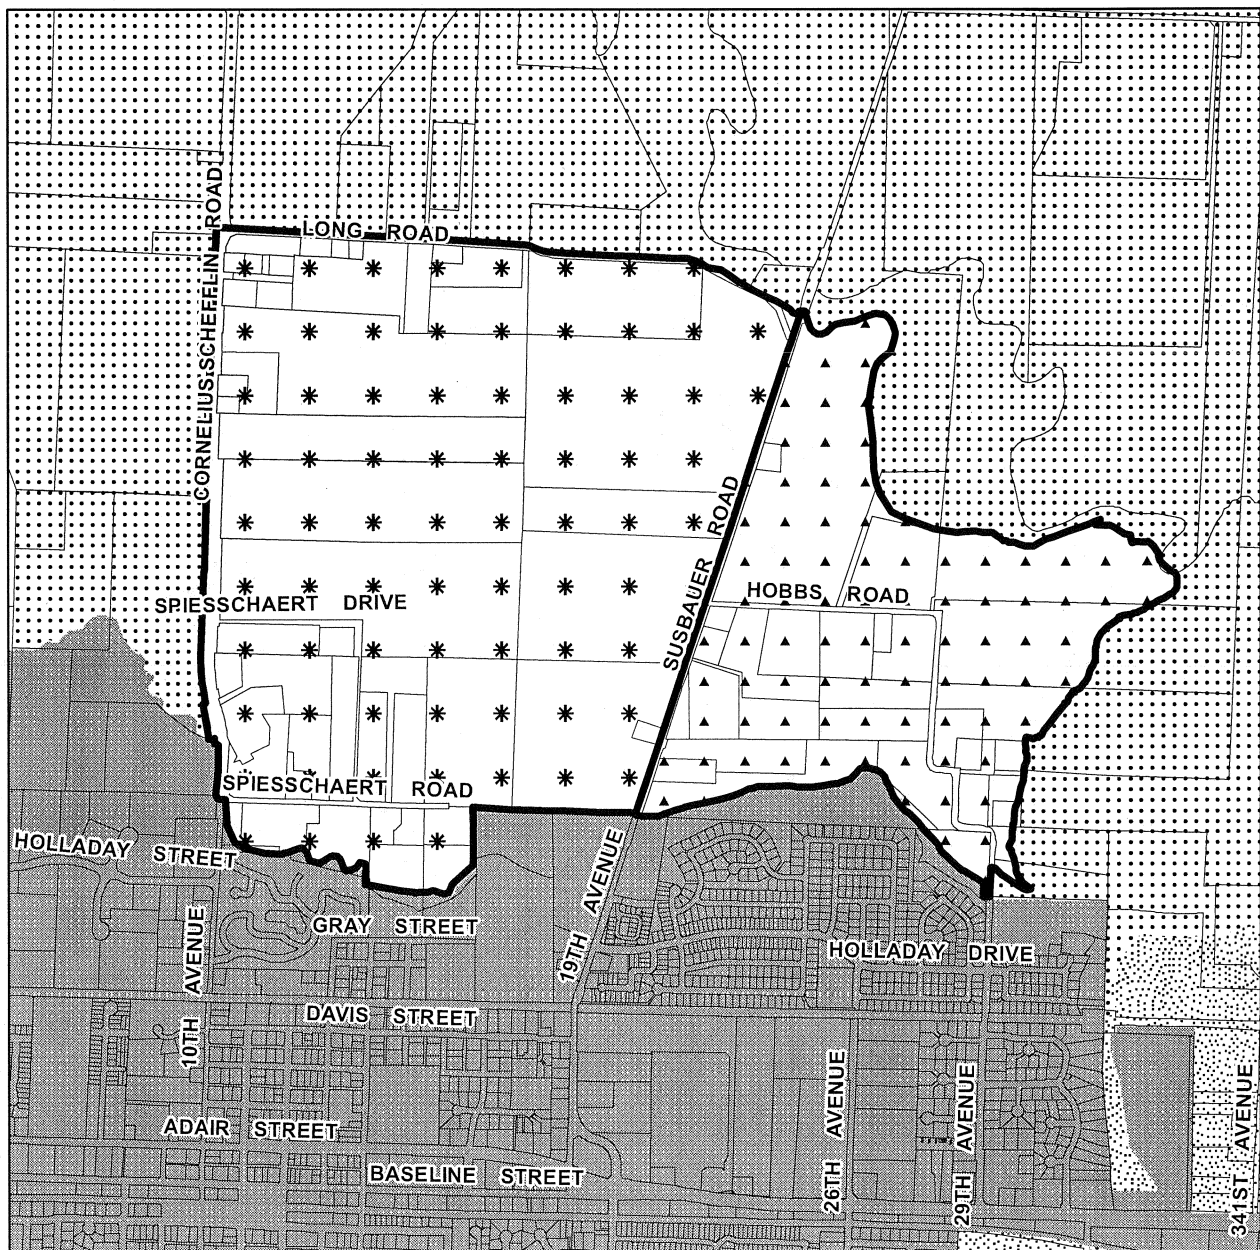 LONG ROAD
CORNELIUS-SCHEFFLIN ROAD
SUSBAUER ROAD
HOBBS ROAD
SPIESSCHAERT DRIVE
SPIESSCHAERT ROAD
HOLLADAY STREET
GRAY STREET
19TH AVENUE
HOLLADAY DRIVE
10TH AVENUE
DAVIS STREET
ADAIR STREET
BASELINE STREET
26TH AVENUE
29TH AVENUE
341ST AVENUE